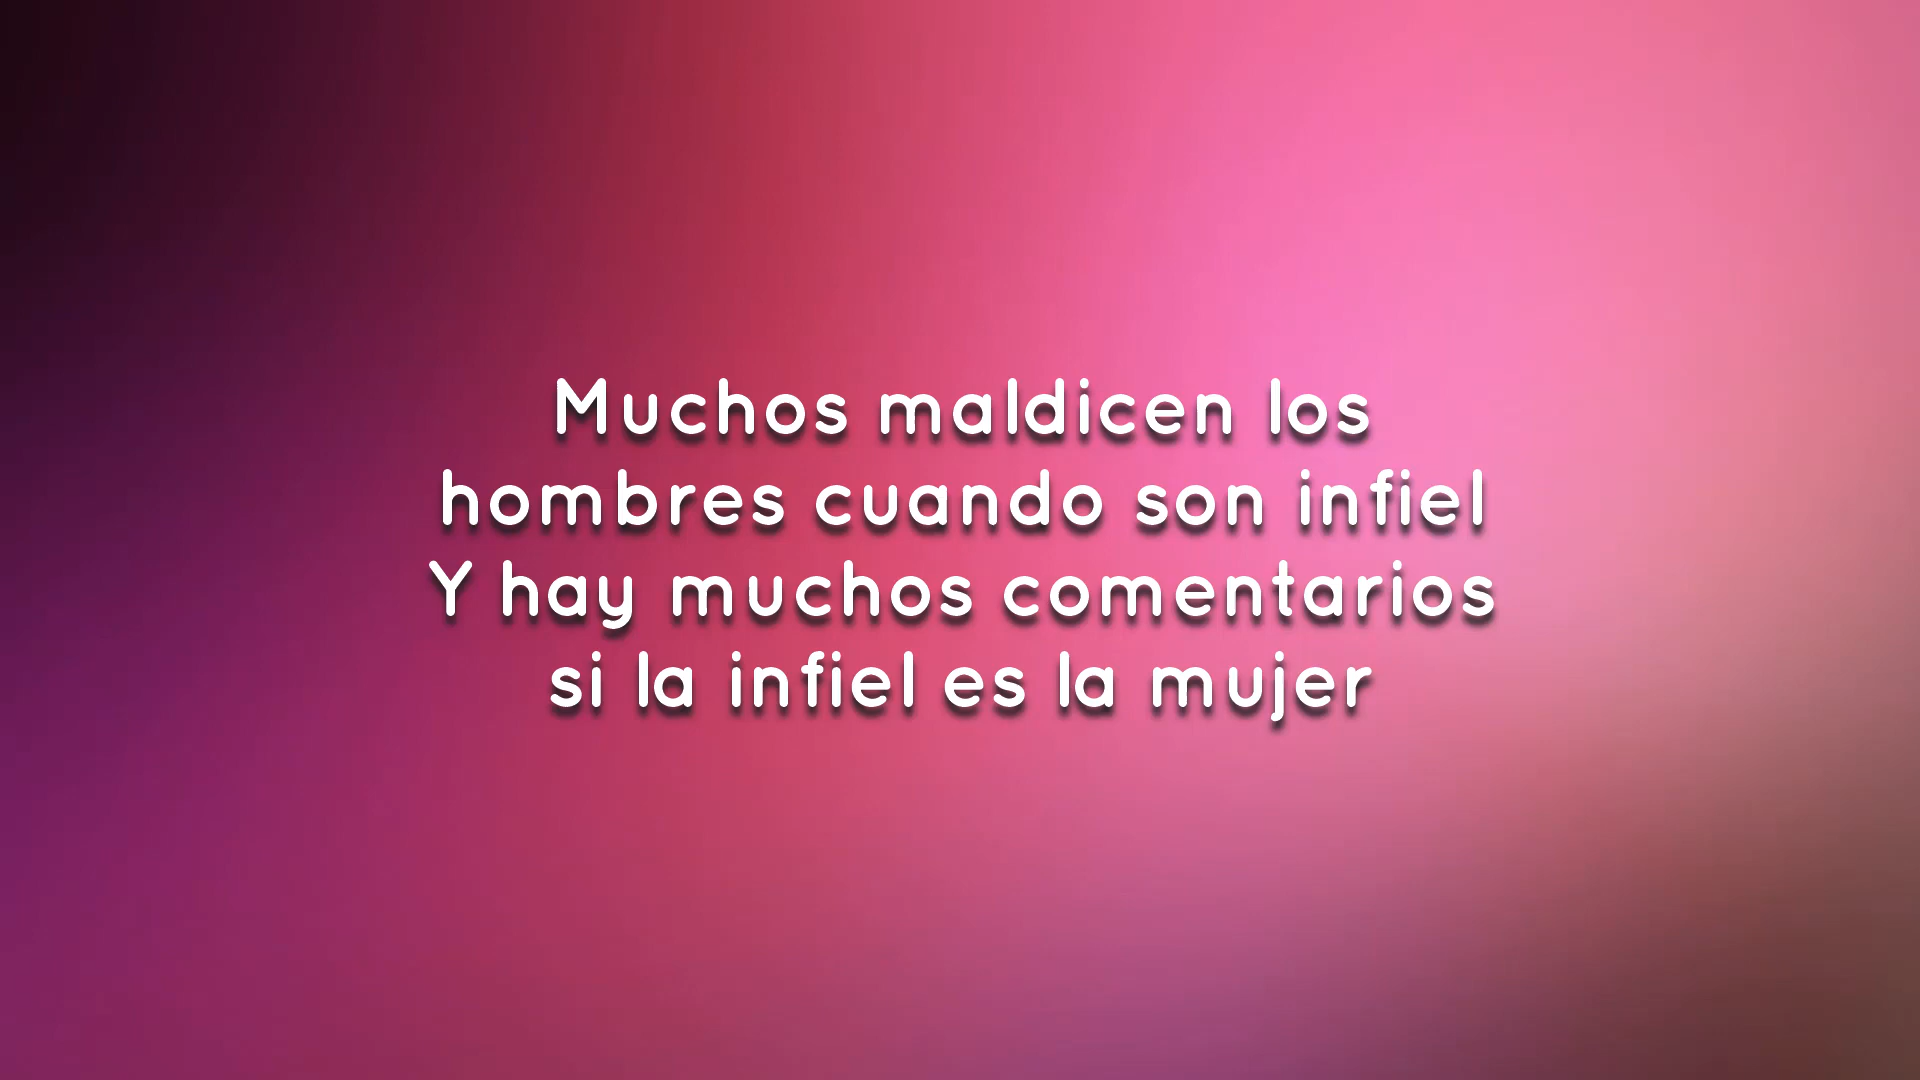 Muchos maldicen los
hombres cuando son infiel
Y hay muchos comentarios
si la infiel es la mujer